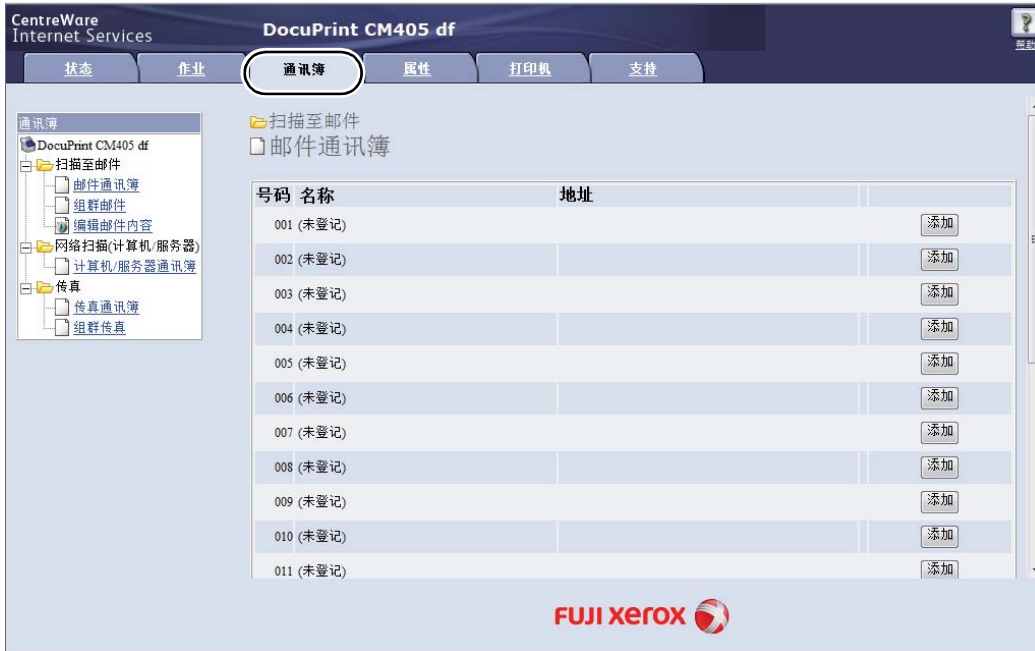 CentreWare
Internet Services
DocuPrint CM405 df
帮助
状态
作业
通讯簿
属性
打印机
支持
通讯簿
DocuPrint CM405 df
扫描至邮件
邮件通讯簿
组群邮件
编辑邮件内容
网络扫描(计算机/服务器)
计算机/服务器通讯簿
传真
传真通讯簿
组群传真
扫描至邮件
邮件通讯簿
号码 名称 地址
001 (未登记) 添加
002 (未登记) 添加
003 (未登记) 添加
004 (未登记) 添加
005 (未登记) 添加
006 (未登记) 添加
007 (未登记) 添加
008 (未登记) 添加
009 (未登记) 添加
010 (未登记) 添加
011 (未登记) 添加
FUJI xerox